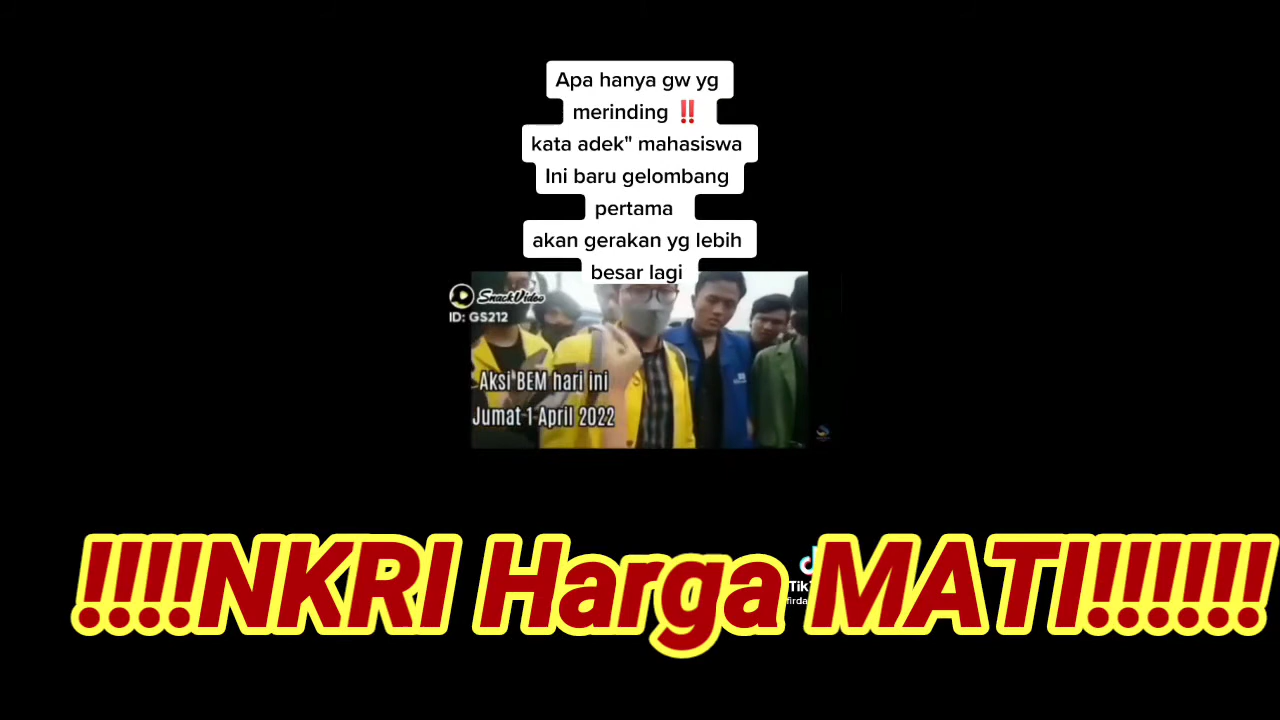 Apa hanya gw yg
merinding ‼️
kata adek" mahasiswa
Ini baru gelombang
pertama
akan gerakan yg lebih
besar lagi
SnackVideo
ID: GS212
Aksi BEM hari ini
Jumat 1 April 2022
!!!!NKRI Harga MATI!!!!!!